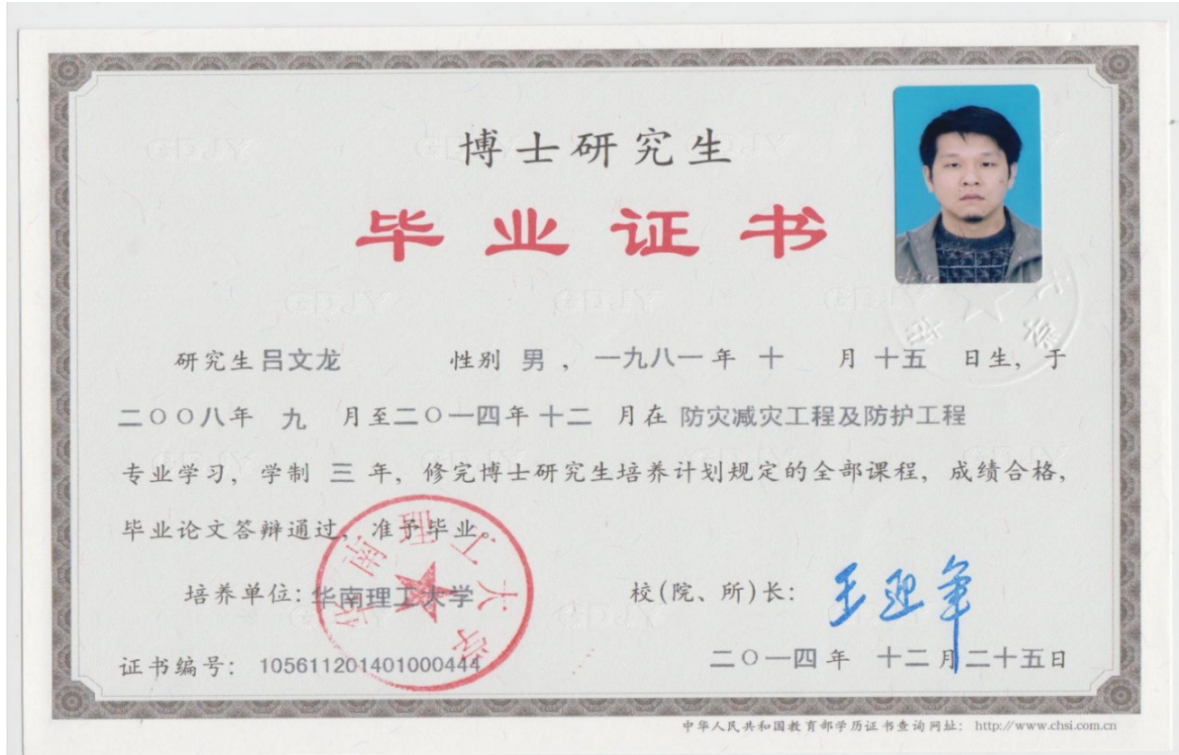 博士研究生
毕业证书
研究生吕文龙 性别 男 ，一九八一年 十 月 十五 日生，于
二〇〇八年 九 月至二〇一四年 十二 月在 防灾减灾工程及防护工程
专业学习，学制 三 年，修完博士研究生培养计划规定的全部课程，成绩合格，
毕业论文答辩通过，准予毕业。
培养单位：华南理工大学
校(院、所)长：王迎军
华南理工大学
证书编号：105611201401000444
二〇一四年 十二月二十五日
中华人民共和国教育部学历证书查询网址：http://www.chsi.com.cn